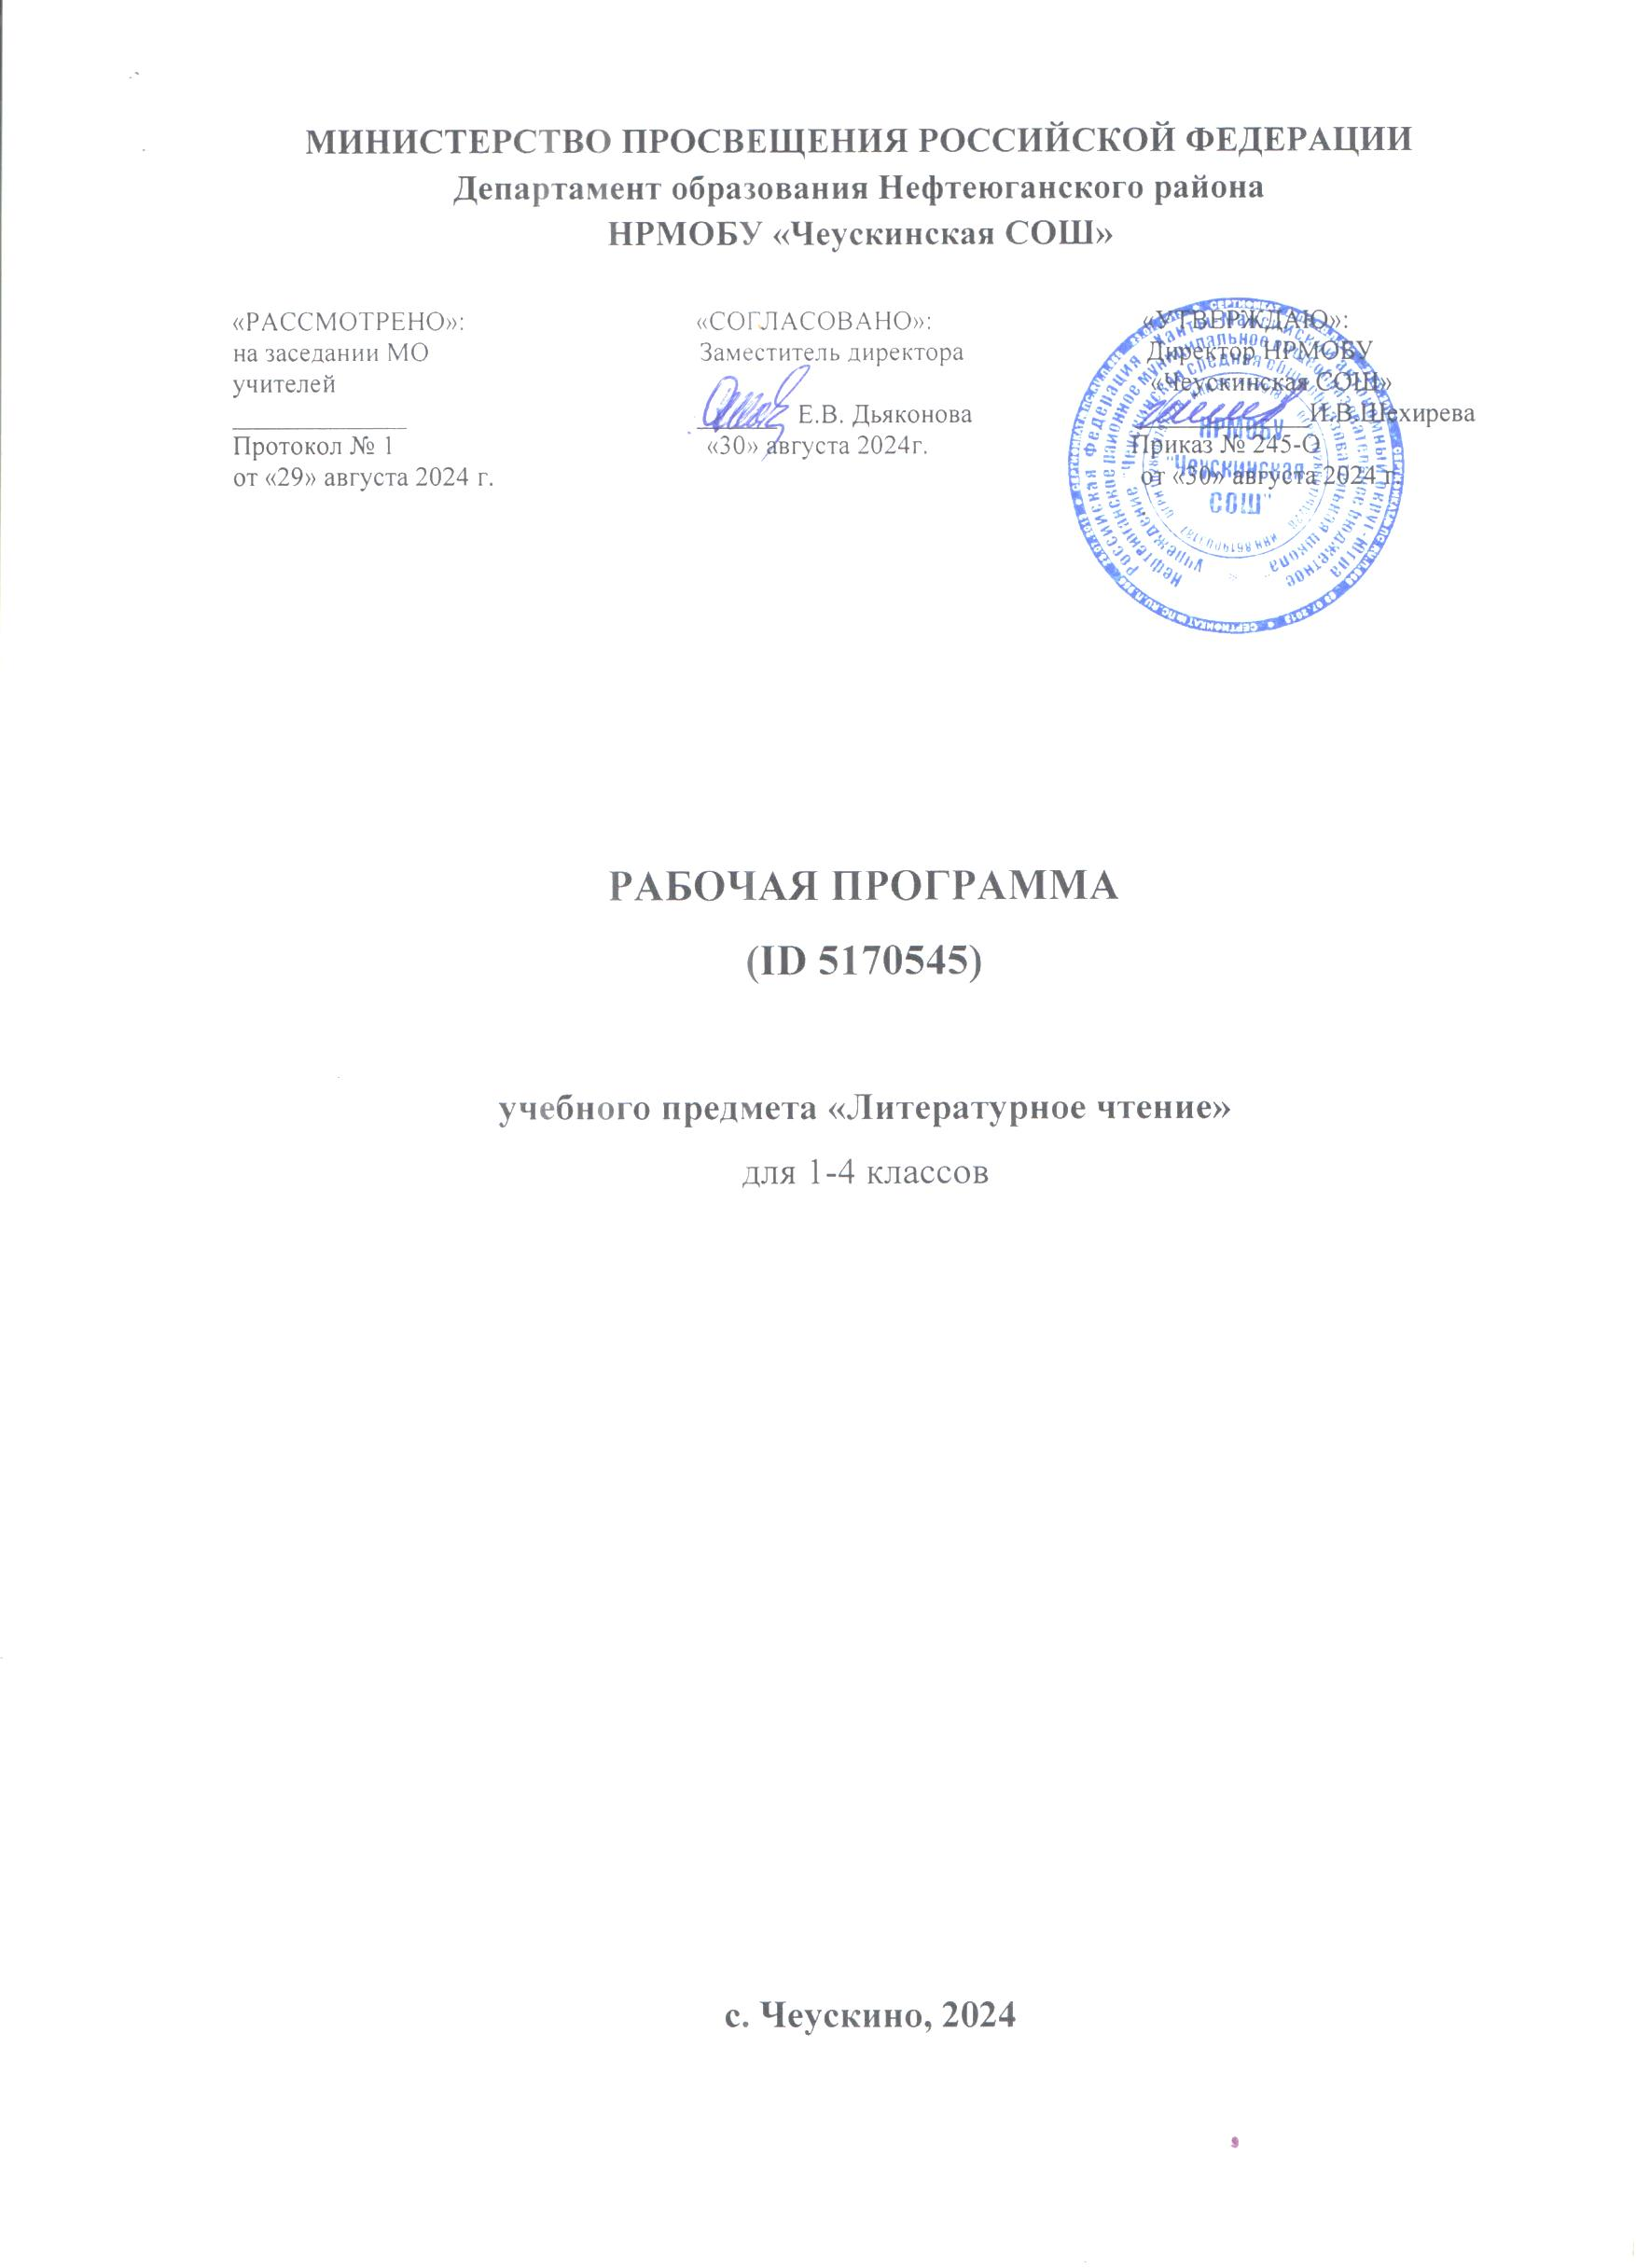 МИНИСТЕРСТВО ПРОСВЕЩЕНИЯ РОССИЙСКОЙ ФЕДЕРАЦИИ
Департамент образования Нефтеюганского района
НРМОБУ «Чеускинская СОШ»
«РАССМОТРЕНО»:
на заседании МО
учителей
Протокол № 1
от «29» августа 2024 г.
«СОГЛАСОВАНО»:
Заместитель директора
Е.В. Дьяконова
«30» августа 2024г.
«УТВЕРЖДАЮ»:
Директор НРМОБУ
«Чеускинская СОШ»
И.В.Шехирева
Приказ № 245-О
от «30» августа 2024 г.
НРМОБУ
"Чеускинская
СОШ"
РАБОЧАЯ ПРОГРАММА
(ID 5170545)
учебного предмета «Литературное чтение»
для 1-4 классов
с. Чеускино, 2024